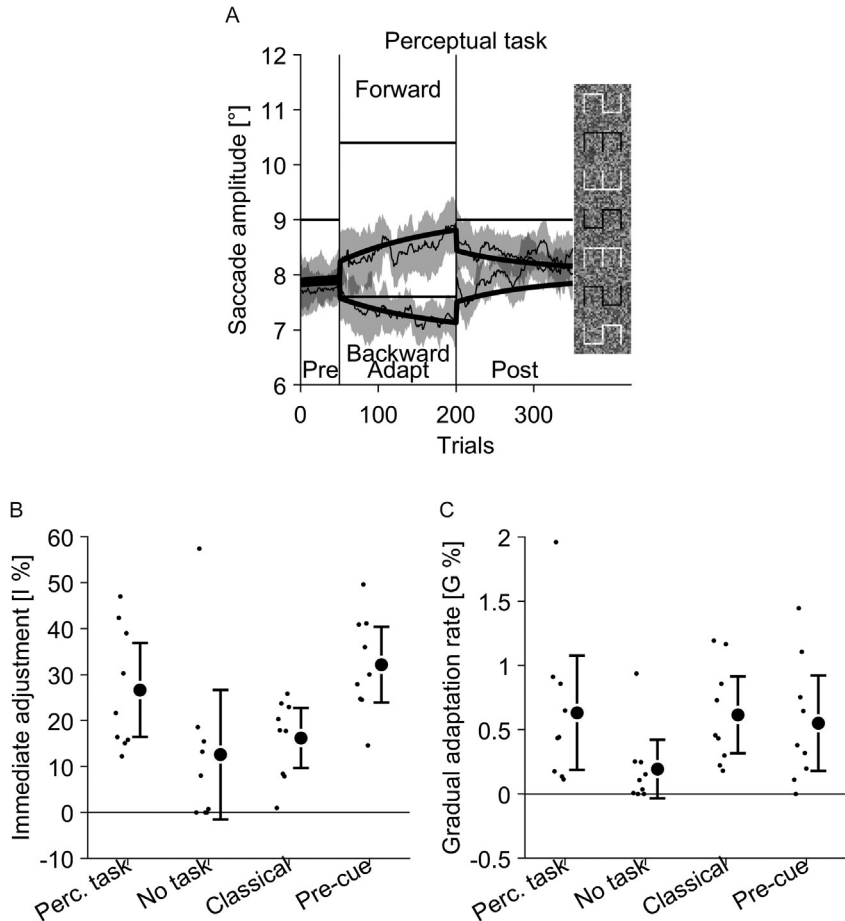 A
Perceptual task
Saccade amplitude [°]
12
11
10
9
8
7
6
Forward
Backward
Pre
Adapt
Post
0
100
200
300
Trials
B
Immediate adjustment [I %]
60
50
40
30
20
10
0
-10
Perc. task
No task
Classical
Pre-cue
C
Gradual adaptation rate [G %]
2
1.5
1
0.5
0
-0.5
Perc. task
No task
Classical
Pre-cue